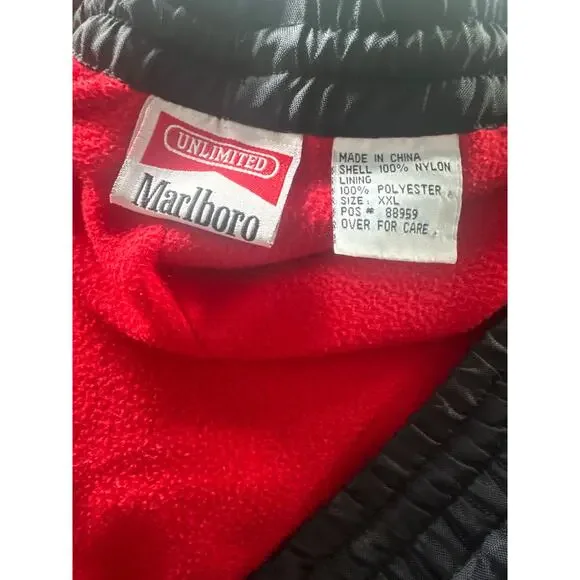 UNLIMITED
Marlboro
MADE IN CHINA
SHELL 100% NYLON
LINING
100% POLYESTER
SIZE: XXL
POS # 88959
OVER FOR CARE